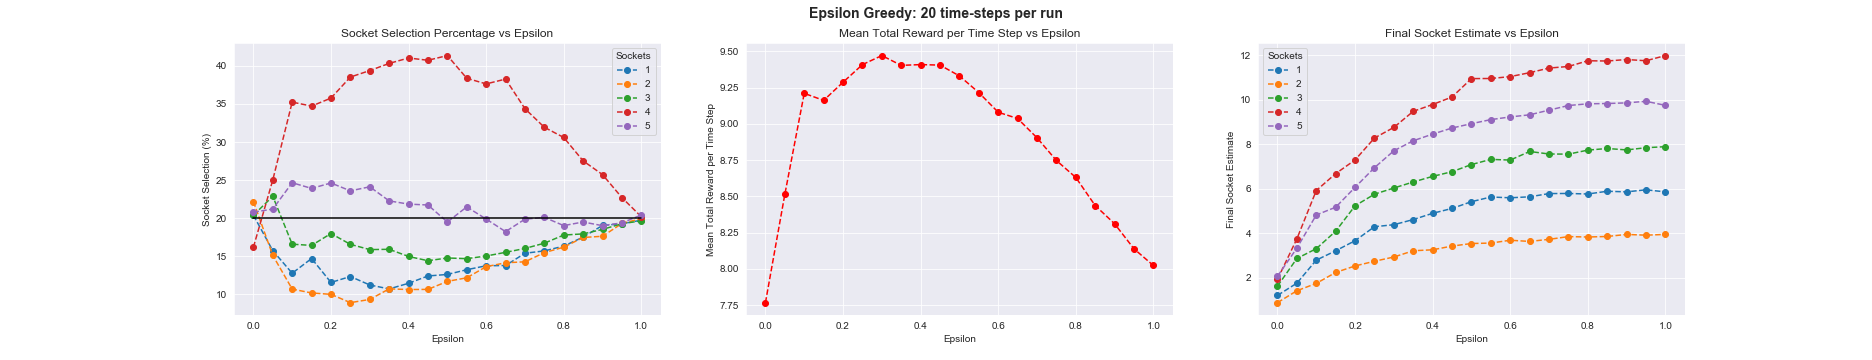 Epsilon Greedy: 20 time-steps per run
Socket Selection Percentage vs Epsilon
Socket Selection (%)
40
35
30
25
20
15
10
Sockets
1
2
3
4
5
0.0 0.2 0.4 0.6 0.8 1.0
Epsilon
Mean Total Reward per Time Step vs Epsilon
Mean Total Reward per Time Step
9.50
9.25
9.00
8.75
8.50
8.25
8.00
7.75
0.0 0.2 0.4 0.6 0.8 1.0
Epsilon
Final Socket Estimate vs Epsilon
Final Socket Estimate
12
10
8
6
4
2
Sockets
1
2
3
4
5
0.0 0.2 0.4 0.6 0.8 1.0
Epsilon